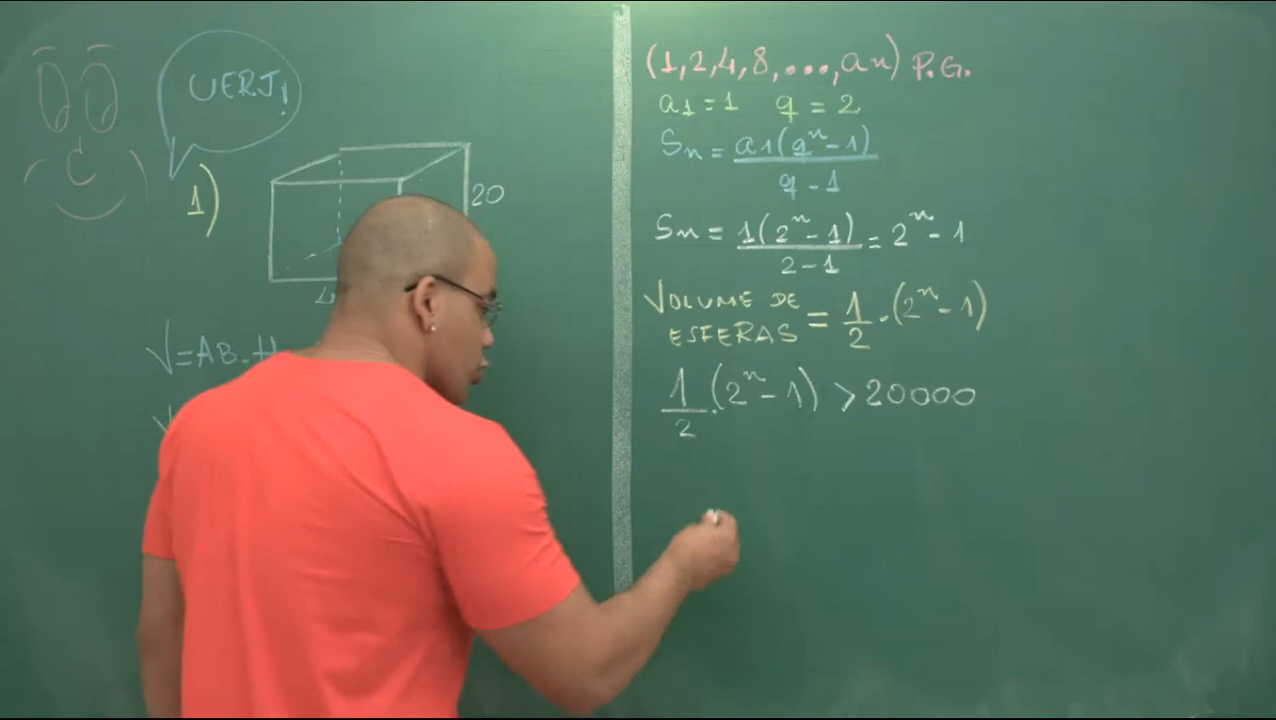 UERJ!
1)
20
V=AB.H
(1,2,4,8,...,an) P.G.
a1=1 q=2
Sn = a1(q^n-1) / q-1
Sn = 1(2^n-1) / 2-1 = 2^n-1
VOLUME DE ESFERAS = 1/2 . (2^n-1)
1/2 . (2^n-1) > 20000